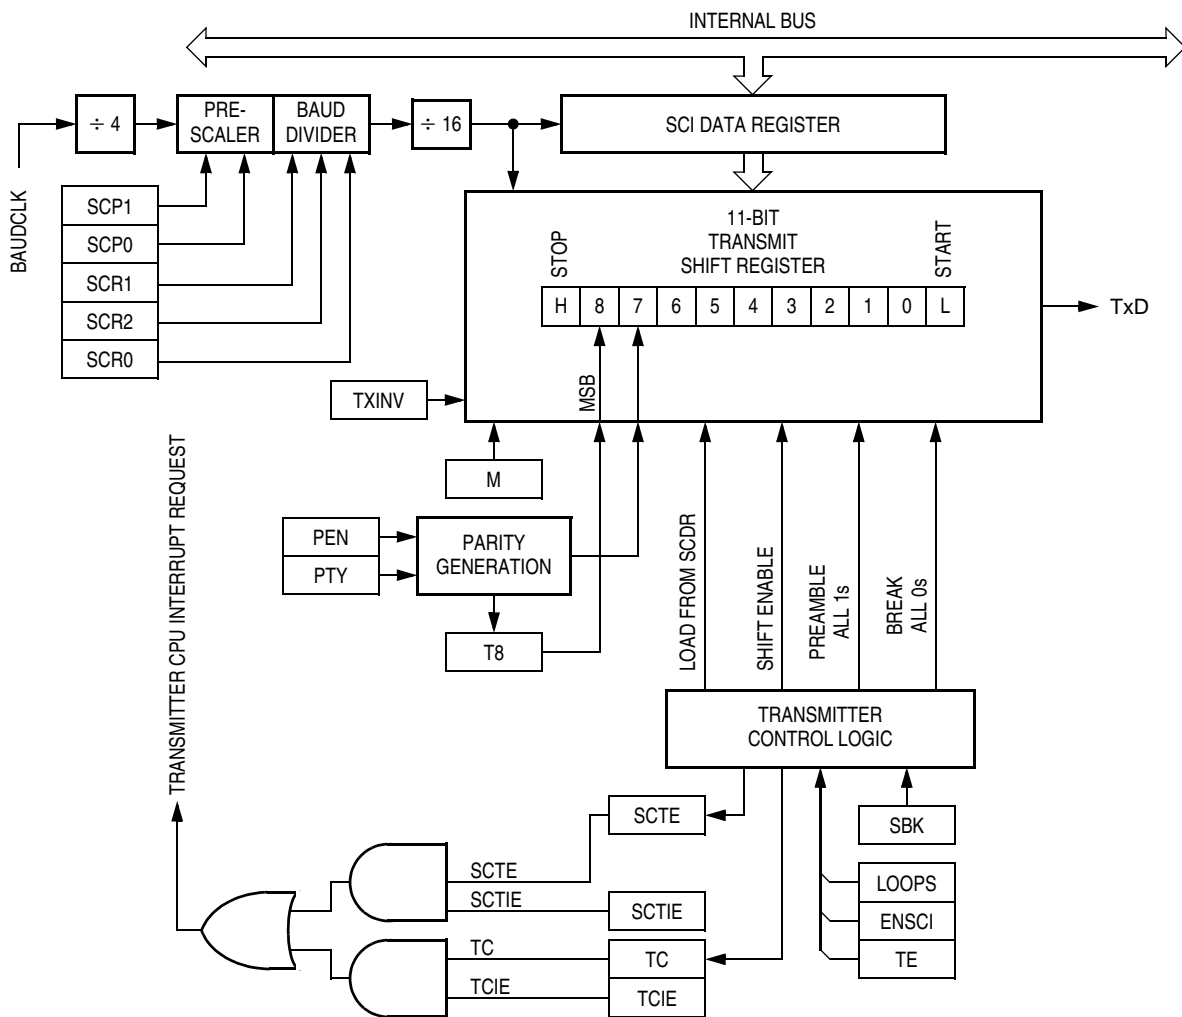 INTERNAL BUS
÷ 4
PRE-
SCALER
BAUD
DIVIDER
÷ 16
SCI DATA REGISTER
BAUDCLK
SCP1
SCP0
SCR1
SCR2
SCR0
11-BIT
TRANSMIT
SHIFT REGISTER
STOP
START
H 8 7 6 5 4 3 2 1 0 L
TxD
MSB
TXINV
M
PEN
PTY
PARITY
GENERATION
T8
LOAD FROM SCDR
SHIFT ENABLE
PREAMBLE
ALL 1s
BREAK
ALL 0s
TRANSMITTER CPU INTERRUPT REQUEST
TRANSMITTER
CONTROL LOGIC
SCTE
SBK
SCTE
SCTIE
SCTIE
LOOPS
ENSCI
TE
TC
TC
TCIE
TCIE